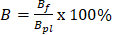 B = B_f / B_pl x 100%